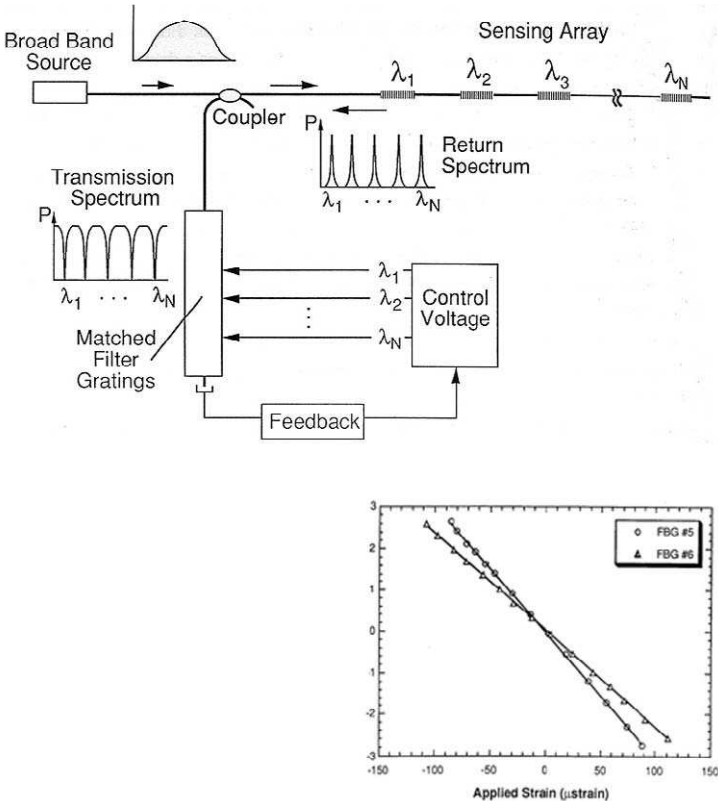 Broad Band
Source
Coupler
Sensing Array
λ1
λ2
λ3
λN
P
λ1 · · · λN
Return
Spectrum
Transmission
Spectrum
P
λ1 · · · λN
Matched
Filter
Gratings
λ1
λ2
λN
Control
Voltage
Feedback
3
2
1
0
-1
-2
-3
FBG #5
FBG #6
-150 -100 -50 0 50 100 150
Applied Strain (μstrain)